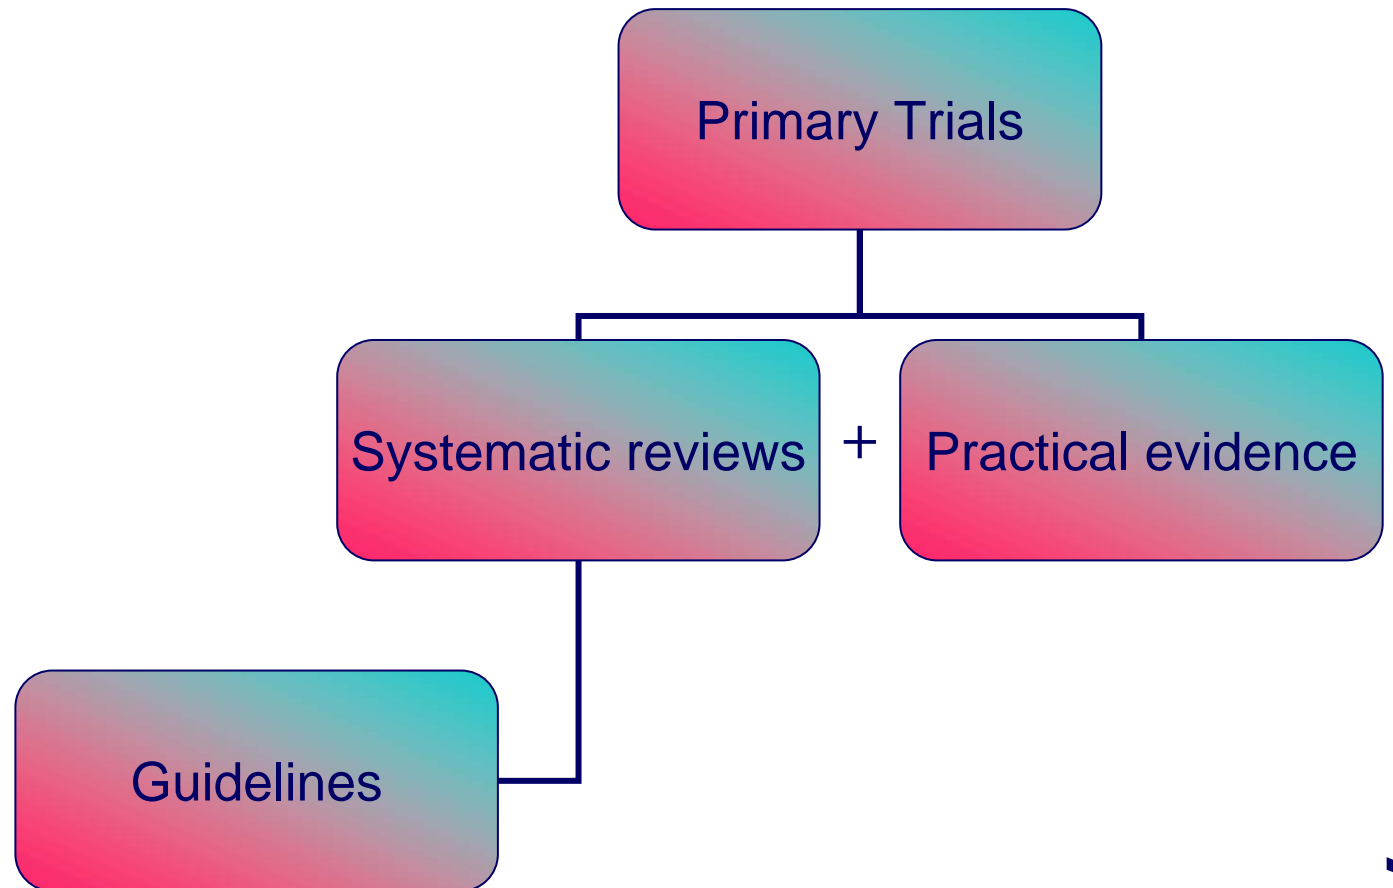 Primary Trials
Systematic reviews
+
Practical evidence
Guidelines